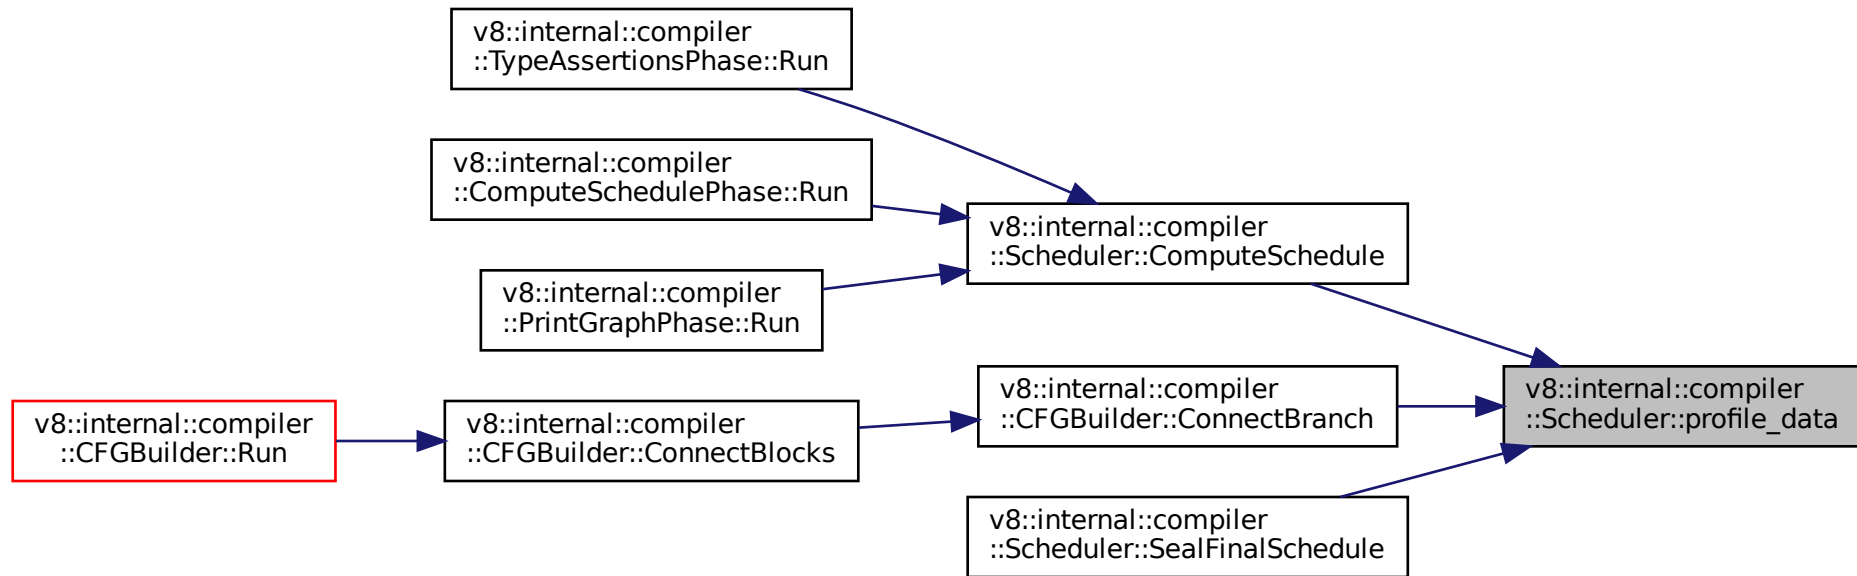 v8::internal::compiler
::TypeAssertionsPhase::Run
v8::internal::compiler
::ComputeSchedulePhase::Run
v8::internal::compiler
::Scheduler::ComputeSchedule
v8::internal::compiler
::PrintGraphPhase::Run
v8::internal::compiler
::Scheduler::profile_data
v8::internal::compiler
::CFGBuilder::ConnectBranch
v8::internal::compiler
::CFGBuilder::Run
v8::internal::compiler
::CFGBuilder::ConnectBlocks
v8::internal::compiler
::Scheduler::SealFinalSchedule